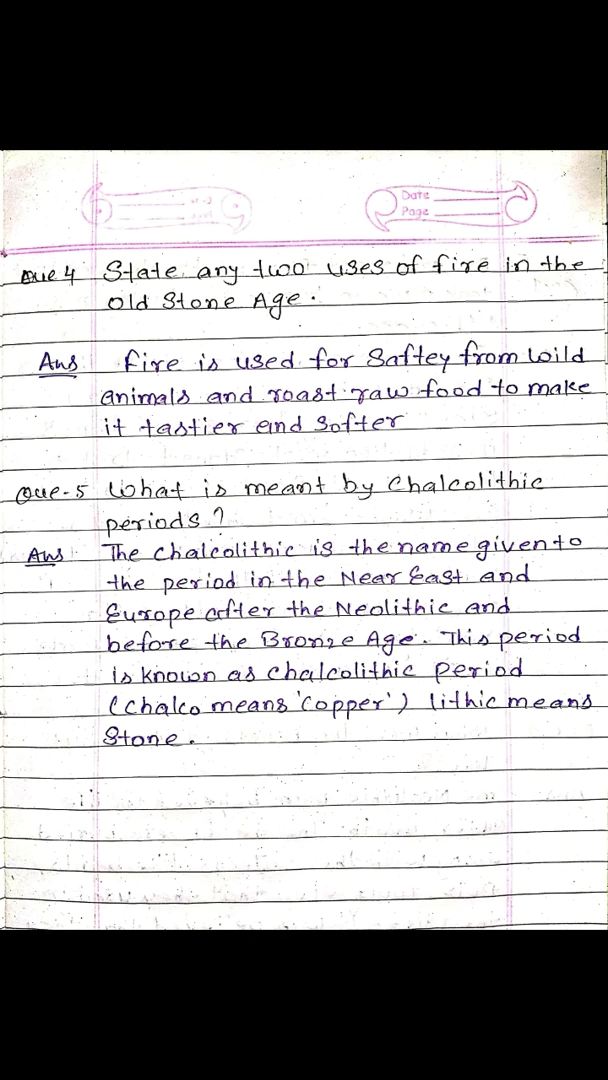 Date
Page
Que 4 State any two uses of fire in the
old Stone Age.
Ans fire is used for Saftey from wild
animals and roast raw food to make
it tastier and Softer
Que-5 What is meant by Chalcolithic
periods?
Ans The Chalcolithic is the name given to
the period in the Near East and
Europe after the Neolithic and
before the Bronze Age. This period
is known as chalcolithic period
(chalco means 'Copper') lithic means
Stone.